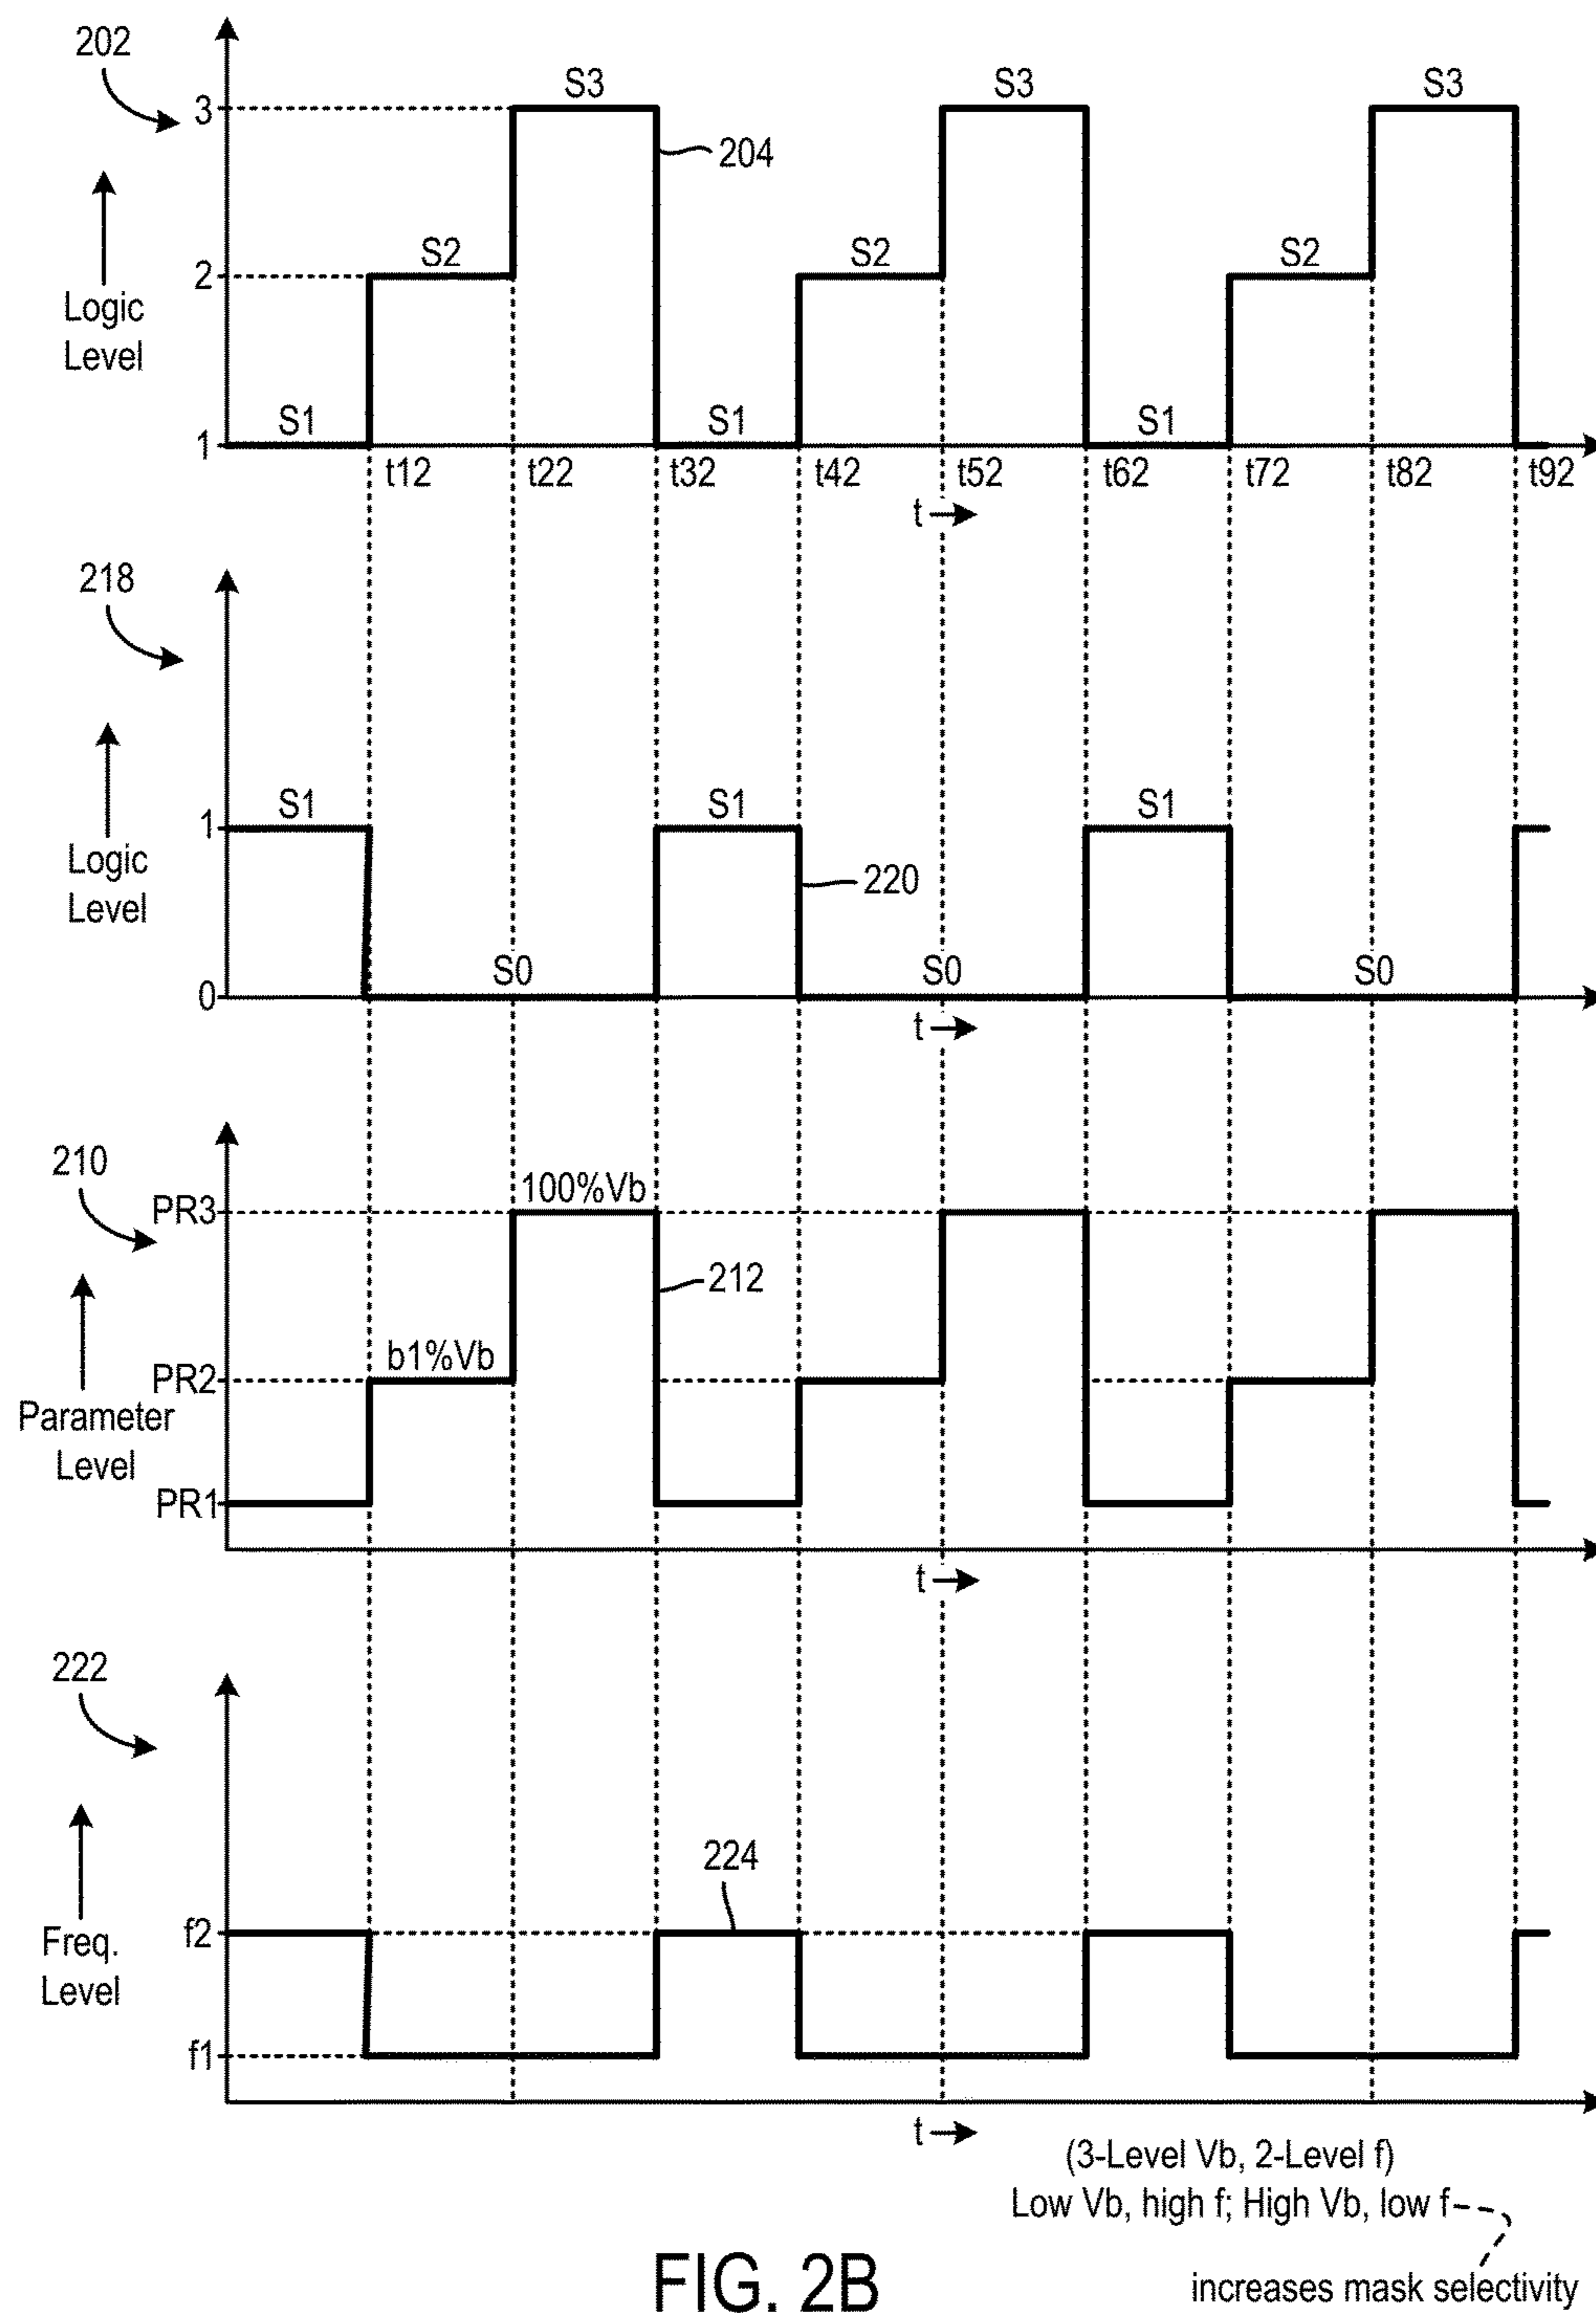 202
3
S3
S3
S3
204
2
S2
S2
S2
Logic
Level
1
S1
S1
S1
t12
t22
t32
t42
t52
t62
t72
t82
t92
t
218
1
S1
S1
S1
220
Logic
Level
0
S0
S0
S0
t
210
PR3
100%Vb
212
PR2
b1%Vb
Parameter
Level
PR1
t
222
224
f2
Freq.
Level
f1
t
(3-Level Vb, 2-Level f)
Low Vb, high f; High Vb, low f
increases mask selectivity
FIG. 2B